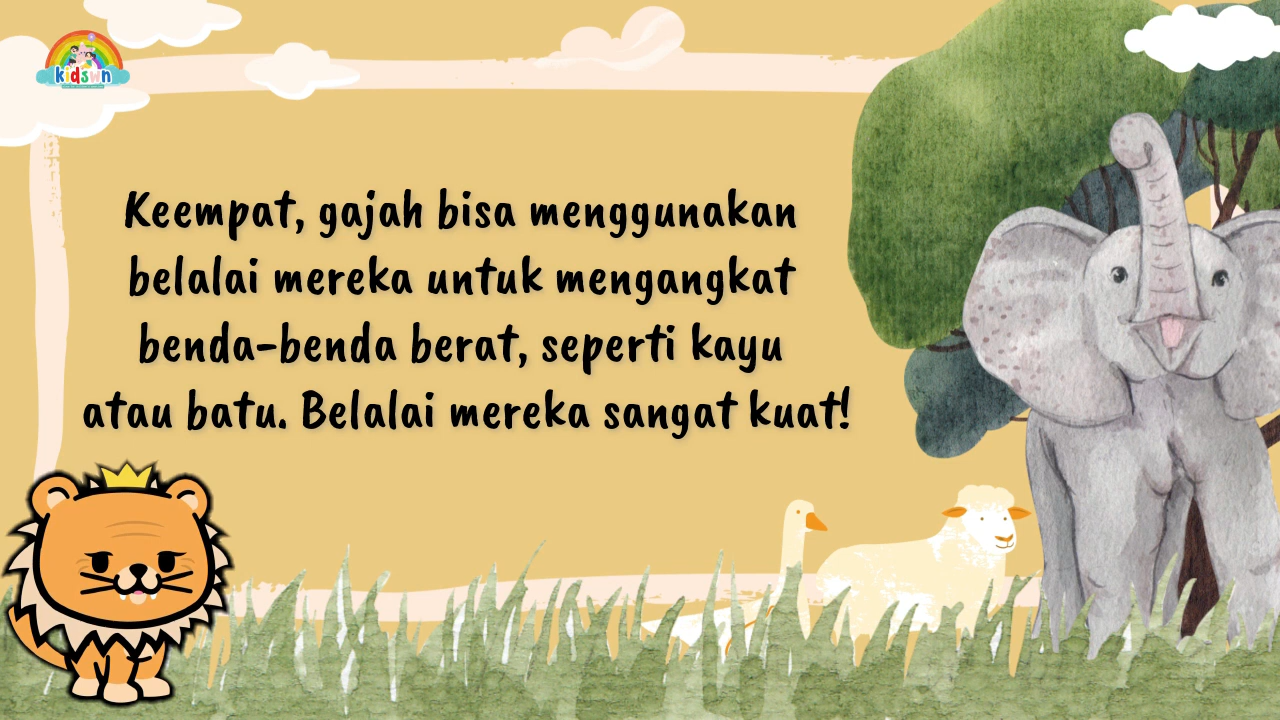 kidswn
Keempat, gajah bisa menggunakan
belalai mereka untuk mengangkat
benda-benda berat, seperti kayu
atau batu. Belalai mereka sangat kuat!